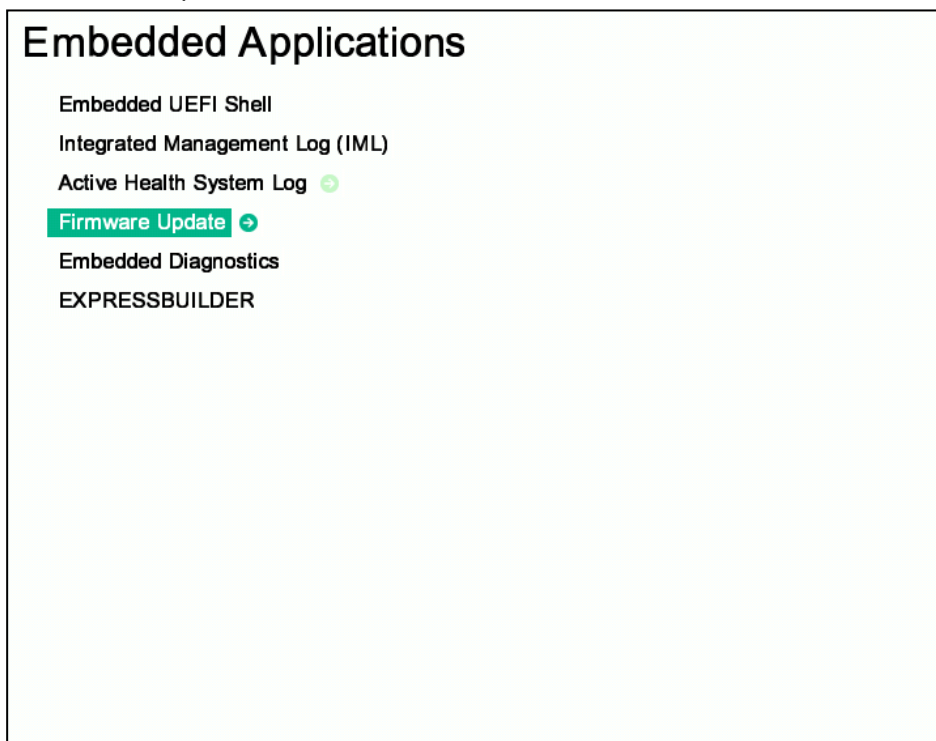 Embedded Applications
Embedded UEFI Shell
Integrated Management Log (IML)
Active Health System Log
Firmware Update
Embedded Diagnostics
EXPRESSBUILDER